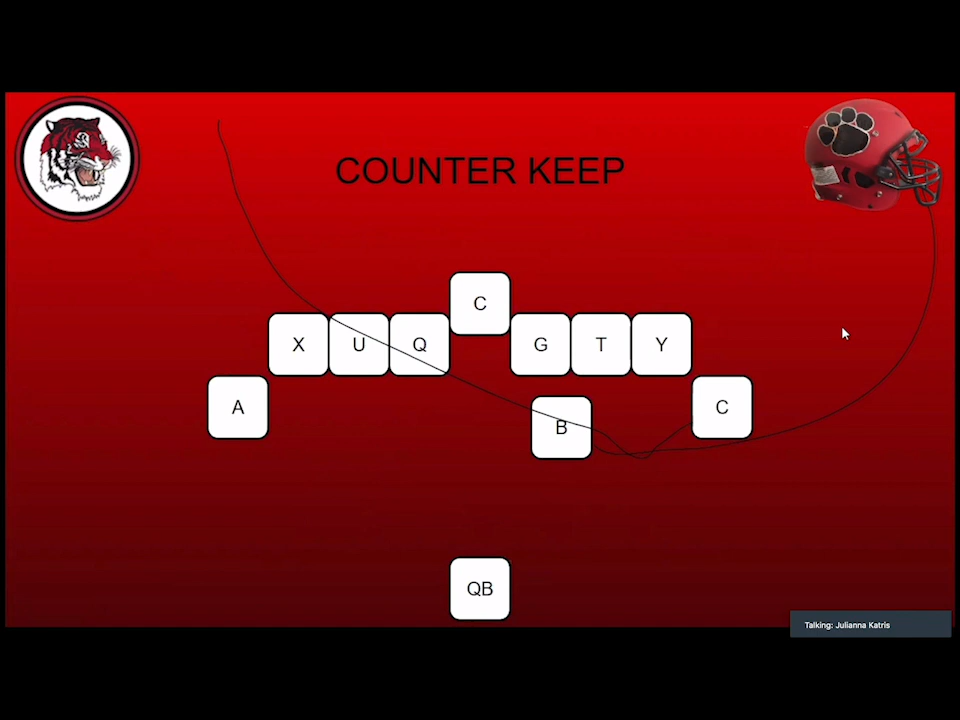 COUNTER KEEP
C
X U Q G T Y
A B C
QB
Talking: Julianna Katris